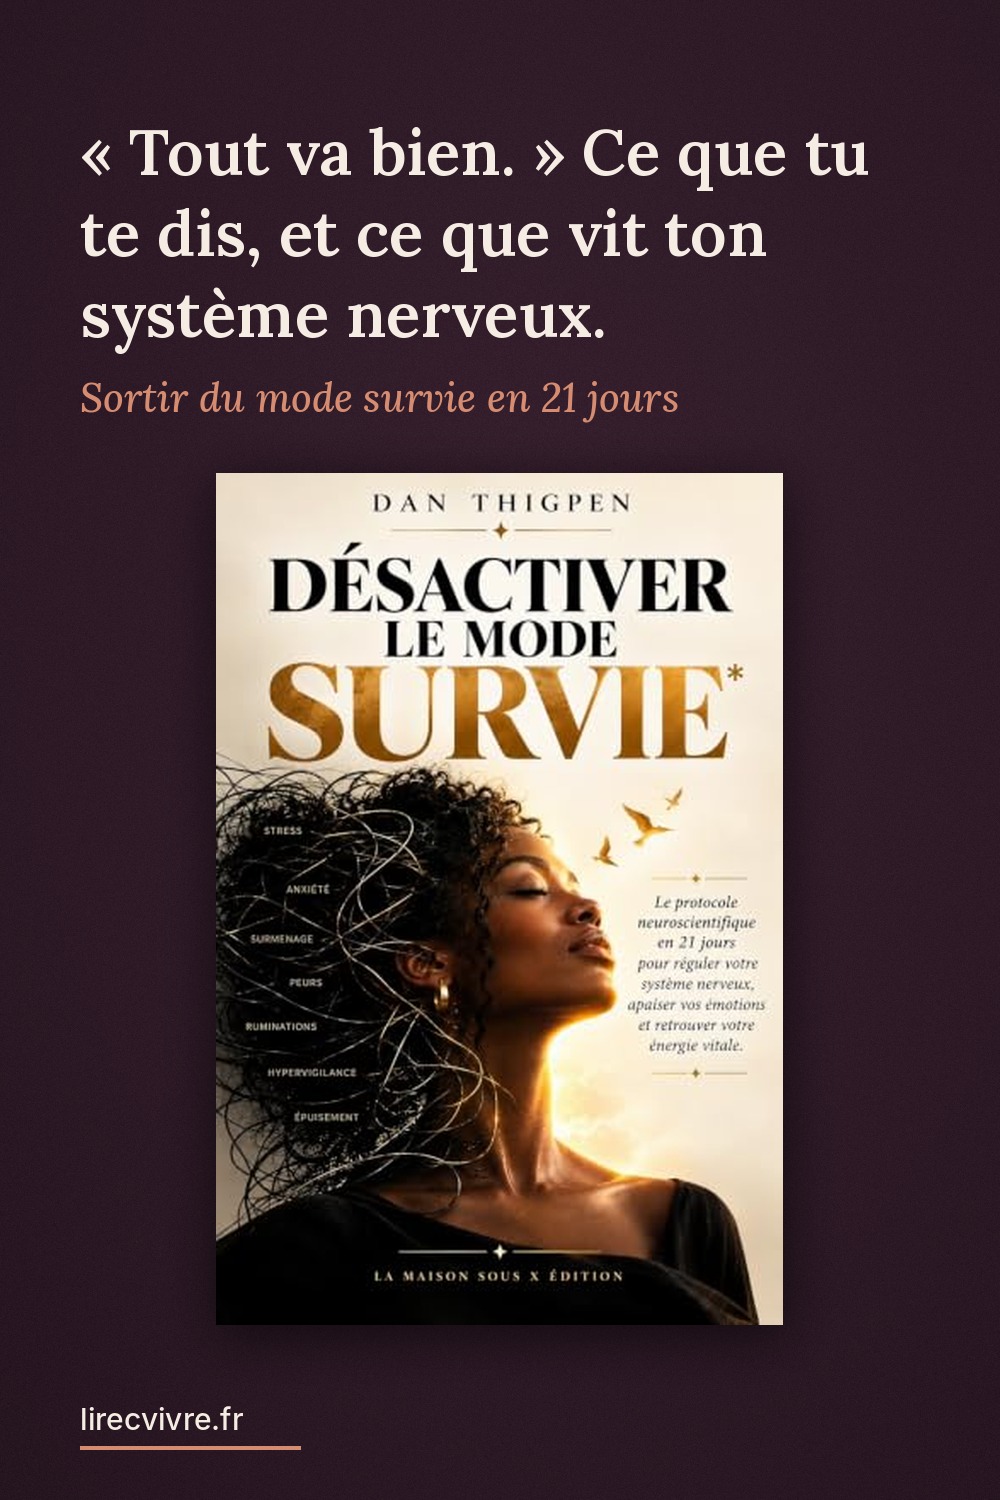 « Tout va bien. » Ce que tu
te dis, et ce que vit ton
système nerveux.
Sortir du mode survie en 21 jours
DAN THIGPEN
DÉSACTIVER
LE MODE
SURVIE*
STRESS
ANXIÉTÉ
SURMENAGE
PEURS
RUMINATIONS
HYPERVIGILANCE
ÉPUISEMENT
Le protocole
neuroscientifique
en 21 jours
pour réguler votre
système nerveux,
apaiser vos émotions
et retrouver votre
énergie vitale.
LA MAISON SOUS X ÉDITION
lirecvivre.fr